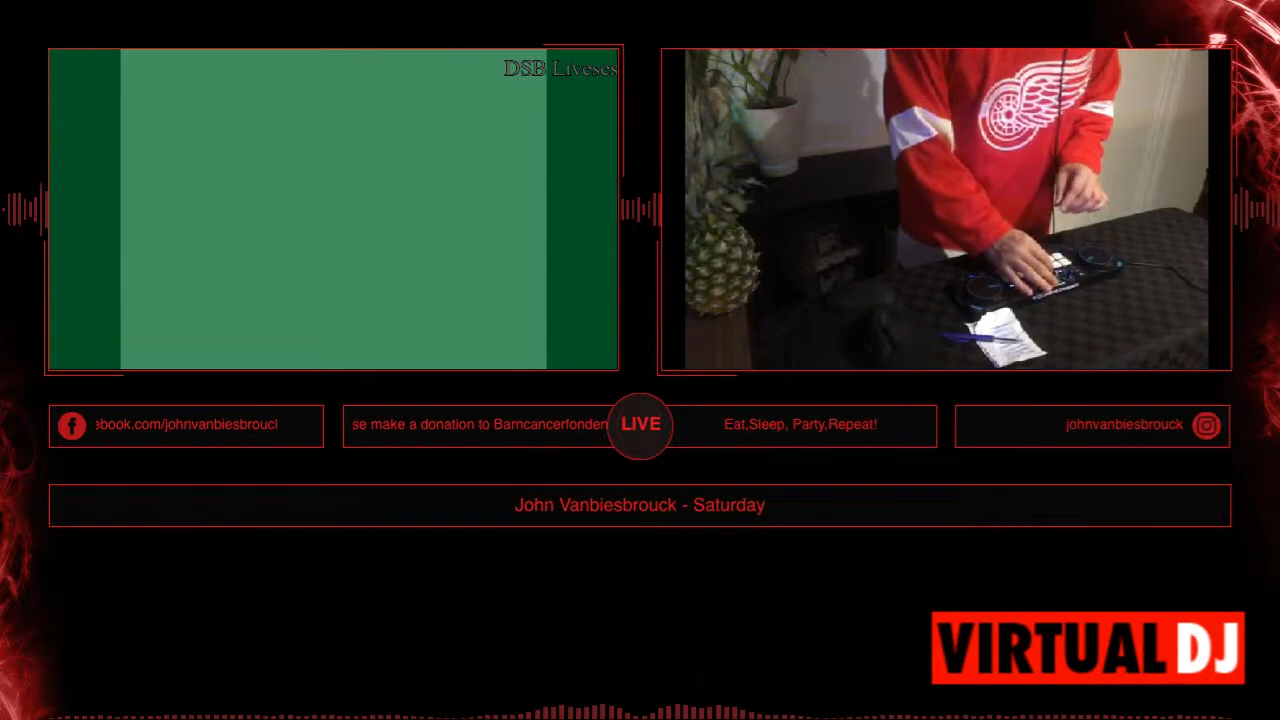 DSB Liveses
ebook.com/johnvanbiesbroucl
se make a donation to Barncancerfonden
LIVE
Eat,Sleep, Party,Repeat!
johnvanbiesbrouck
John Vanbiesbrouck - Saturday
VIRTUAL DJ